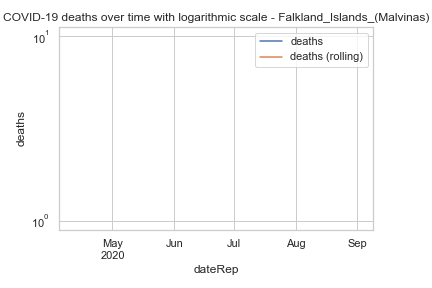 COVID-19 deaths over time with logarithmic scale - Falkland_Islands_(Malvinas)
deaths
deaths (rolling)
10¹
deaths
10⁰
May
2020
Jun
Jul
Aug
Sep
dateRep